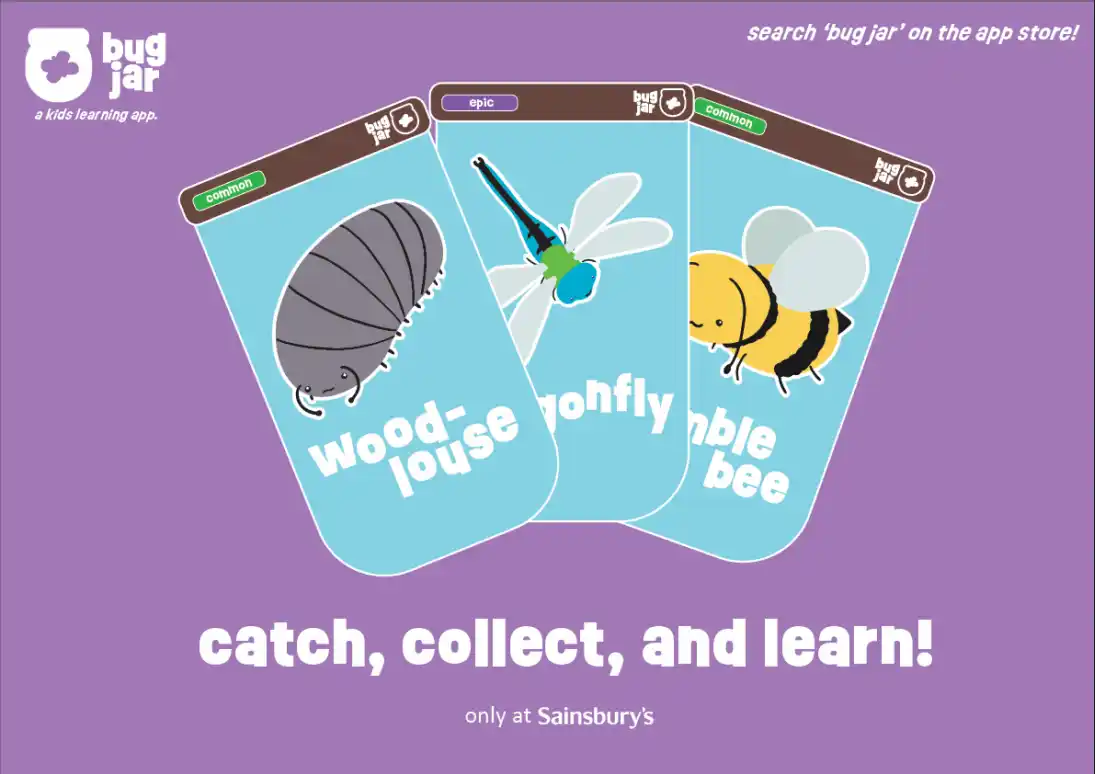 bug
jar
a kids learning app.
search ‘bug jar’ on the app store!
common
bug
jar
epic
bug
jar
common
bug
jar
wood-
louse
gonfly
mble
bee
catch, collect, and learn!
only at Sainsbury's